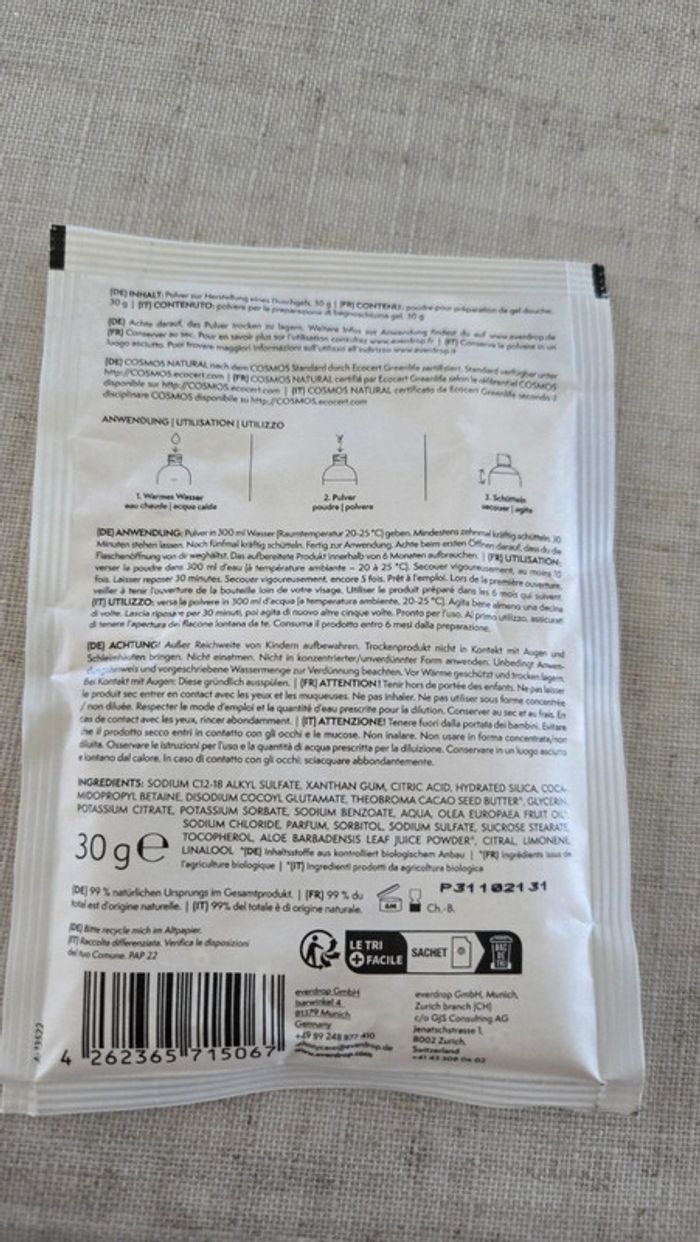 (DE) INHALT: Pulver zur Herstellung eines Duschgels, 30 g | (FR) CONTENU: poudre pour préparation de gel douche,
30 g | (IT) CONTENUTO: polvere per la preparazione di bagnoschiuma gel, 30 g
(DE) Achte darauf, das Pulver trocken zu lagern. Weitere Infos zur Anwendung findest du auf www.everdrop.de
(FR) Conserver au sec. Pour en savoir plus sur l'utilisation consultez www.everdrop.fr | (IT) Conserva la polvere in un
luogo asciutto. Puoi trovare maggiori informazioni sull'utilizzo all'indirizzo www.everdrop.it
(DE) COSMOS NATURAL nach dem COSMOS Standard durch Ecocert Greenlife zertifiziert. Standard verfügbar unter
http://COSMOS.ecocert.com | (FR) COSMOS NATURAL certifié par Ecocert Greenlife selon le référentiel COSMOS
disponible sur http://COSMOS.ecocert.com | (IT) COSMOS NATURAL certificato da Ecocert Greenlife secondo il
disciplinare COSMOS disponibile su http://COSMOS.ecocert.com
ANWENDUNG | UTILISATION | UTILIZZO
1. Warmes Wasser
eau chaude | acqua calda
2. Pulver
poudre | polvere
3. Schütteln
secouer | agita
(DE) ANWENDUNG: Pulver in 300 ml Wasser (Raumtemperatur 20-25 °C) geben. Mindestens zehnmal kräftig schütteln. 30
Minuten stehen lassen. Noch fünfmal kräftig schütteln. Fertig zur Anwendung. Achte beim ersten Öffnen darauf, dass du die
Flaschenöffnung von dir weghältst. Das aufbereitete Produkt innerhalb von 6 Monaten aufbrauchen. | (FR) UTILISATION:
verser la poudre dans 300 ml d'eau (à température ambiante – 20 à 25 °C). Secouer vigoureusement, au moins 10
fois. Laisser reposer 30 minutes. Secouer vigoureusement, encore 5 fois. Prêt à l'emploi. Lors de la première ouverture,
veiller à tenir l'ouverture de la bouteille loin de votre visage. Utiliser le produit préparé dans les 6 mois qui suivent
(IT) UTILIZZO: versa la polvere in 300 ml d'acqua (a temperatura ambiente, 20-25 °C). Agita bene almeno una decina
di volte. Lascia riposare per 30 minuti, poi agita di nuovo altre cinque volte. Pronto per l'uso. Al primo utilizzo, assicurati
di tenere l'apertura del flacone lontana da te. Consuma il prodotto entro 6 mesi dalla preparazione.
(DE) ACHTUNG! Außer Reichweite von Kindern aufbewahren. Trockenprodukt nicht in Kontakt mit Augen und
Schleimhäuten bringen. Nicht einatmen. Nicht in konzentrierter/unverdünnter Form anwenden. Unbedingt Anwen-
dungshinweis und vorgeschriebene Wassermenge zur Verdünnung beachten. Vor Wärme geschützt und trocken lagern.
Bei Kontakt mit Augen: Diese gründlich ausspülen. | (FR) ATTENTION! Tenir hors de portée des enfants. Ne pas laisser
le produit sec entrer en contact avec les yeux et les muqueuses. Ne pas inhaler. Ne pas utiliser sous forme concentrée
/ non diluée. Respecter le mode d'emploi et la quantité d'eau prescrite pour la dilution. Conserver au sec et au frais. En
cas de contact avec les yeux, rincer abondamment. | (IT) ATTENZIONE! Tenere fuori dalla portata dei bambini. Evitare
che il prodotto secco entri in contatto con gli occhi e le mucose. Non inalare. Non usare in forma concentrata/non
diluita. Osservare le istruzioni per l'uso e la quantità di acqua prescritta per la diluizione. Conservare in un luogo asciutto
e lontano dal calore. In caso di contatto con gli occhi: sciacquare abbondantemente.
INGREDIENTS: SODIUM C12-18 ALKYL SULFATE, XANTHAN GUM, CITRIC ACID, HYDRATED SILICA, COCA-
MIDOPROPYL BETAINE, DISODIUM COCOYL GLUTAMATE, THEOBROMA CACAO SEED BUTTER*, GLYCERIN,
POTASSIUM CITRATE, POTASSIUM SORBATE, SODIUM BENZOATE, AQUA, OLEA EUROPAEA FRUIT OIL*,
SODIUM CHLORIDE, PARFUM, SORBITOL, SODIUM SULFATE, SUCROSE STEARATE,
TOCOPHEROL, ALOE BARBADENSIS LEAF JUICE POWDER*, CITRAL, LIMONENE,
LINALOOL *(DE) Inhaltsstoffe aus kontrolliert biologischem Anbau | *(FR) Ingrédients issus de
l'agriculture biologique | *(IT) Ingredienti prodotti da agricoltura biologica
30 g ℮
(DE) 99 % natürlichen Ursprungs im Gesamtprodukt. | (FR) 99 % du
total est d'origine naturelle. | (IT) 99% del totale è di origine naturale.
6M
Ch.-B.
P31102131
(DE) Bitte recycle mich im Altpapier.
(IT) Raccolta differenziata. Verifica le disposizioni
del tuo Comune. PAP 22
LE TRI
+ FACILE
SACHET
BAC
DE
TRI
everdrop GmbH
Isarwinkel 4
81379 Munich
Germany
+49 89 248 877 410
www.everdrop.com
everdrop GmbH, Munich,
Zurich branch (CH)
c/o GJS Consulting AG
Jenatschstrasse 1,
8002 Zurich
Switzerland
+41 43 508 04 02
4 262365 715067